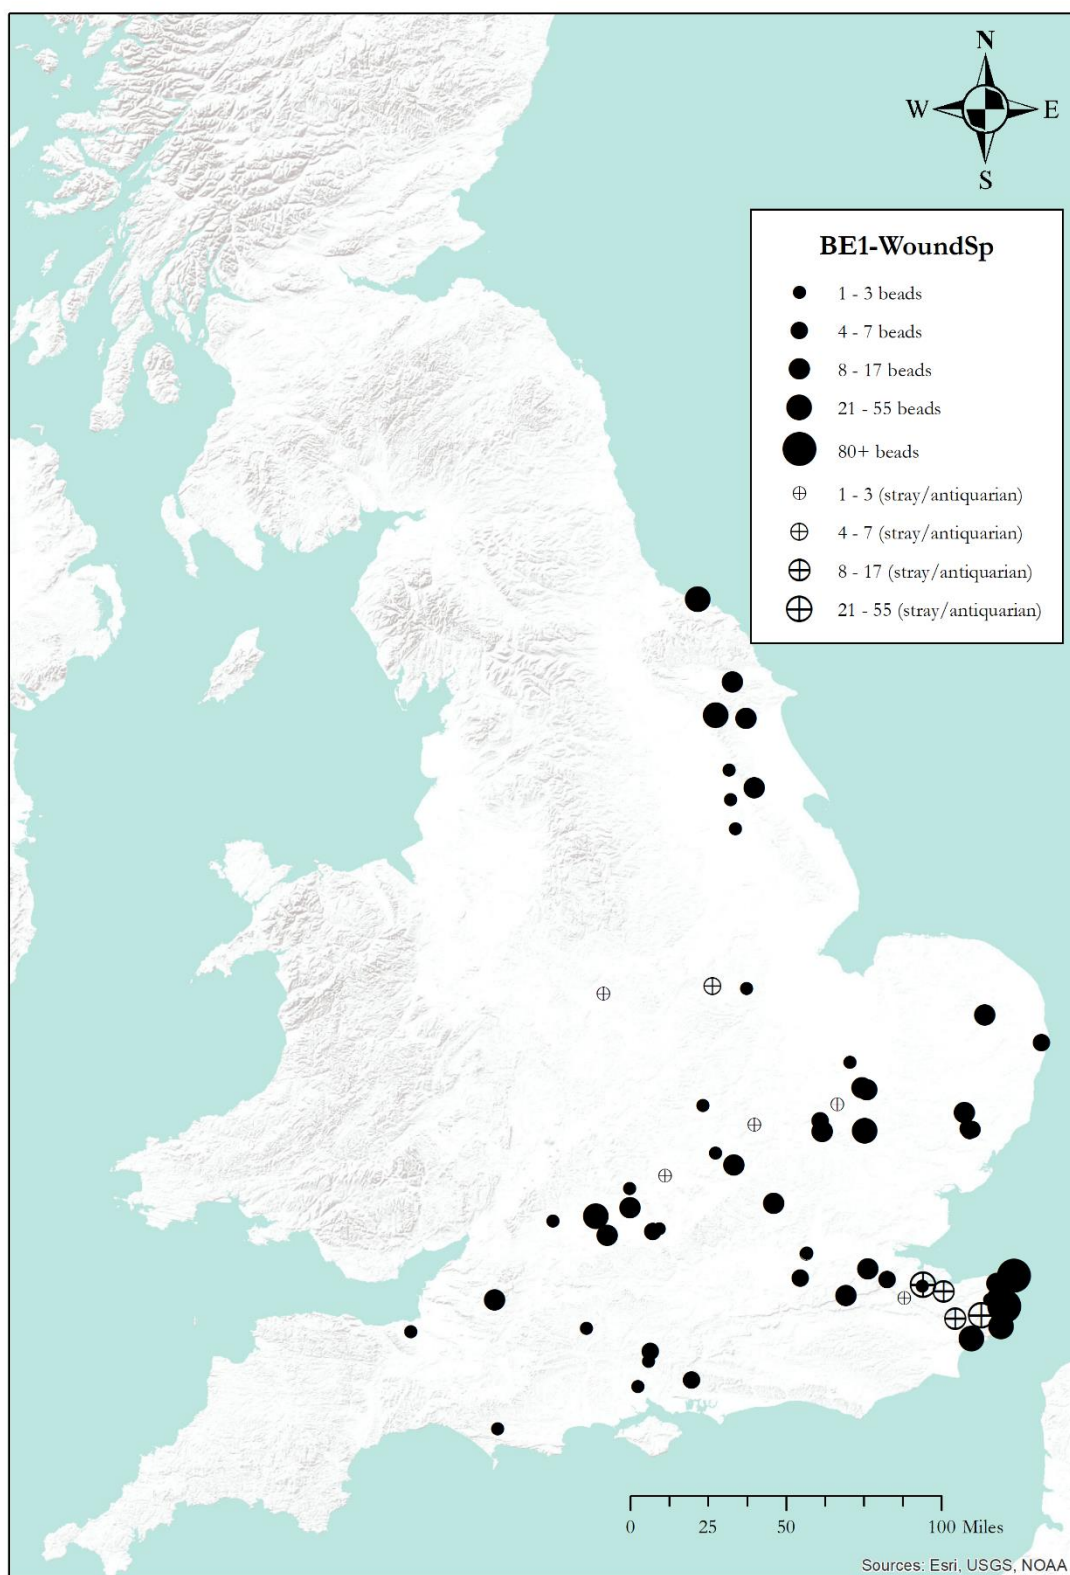 N
W E
S
BE1-WoundSp
1 - 3 beads
4 - 7 beads
8 - 17 beads
21 - 55 beads
80+ beads
1 - 3 (stray/antiquarian)
4 - 7 (stray/antiquarian)
8 - 17 (stray/antiquarian)
21 - 55 (stray/antiquarian)
0 25 50 100 Miles
Sources: Esri, USGS, NOAA